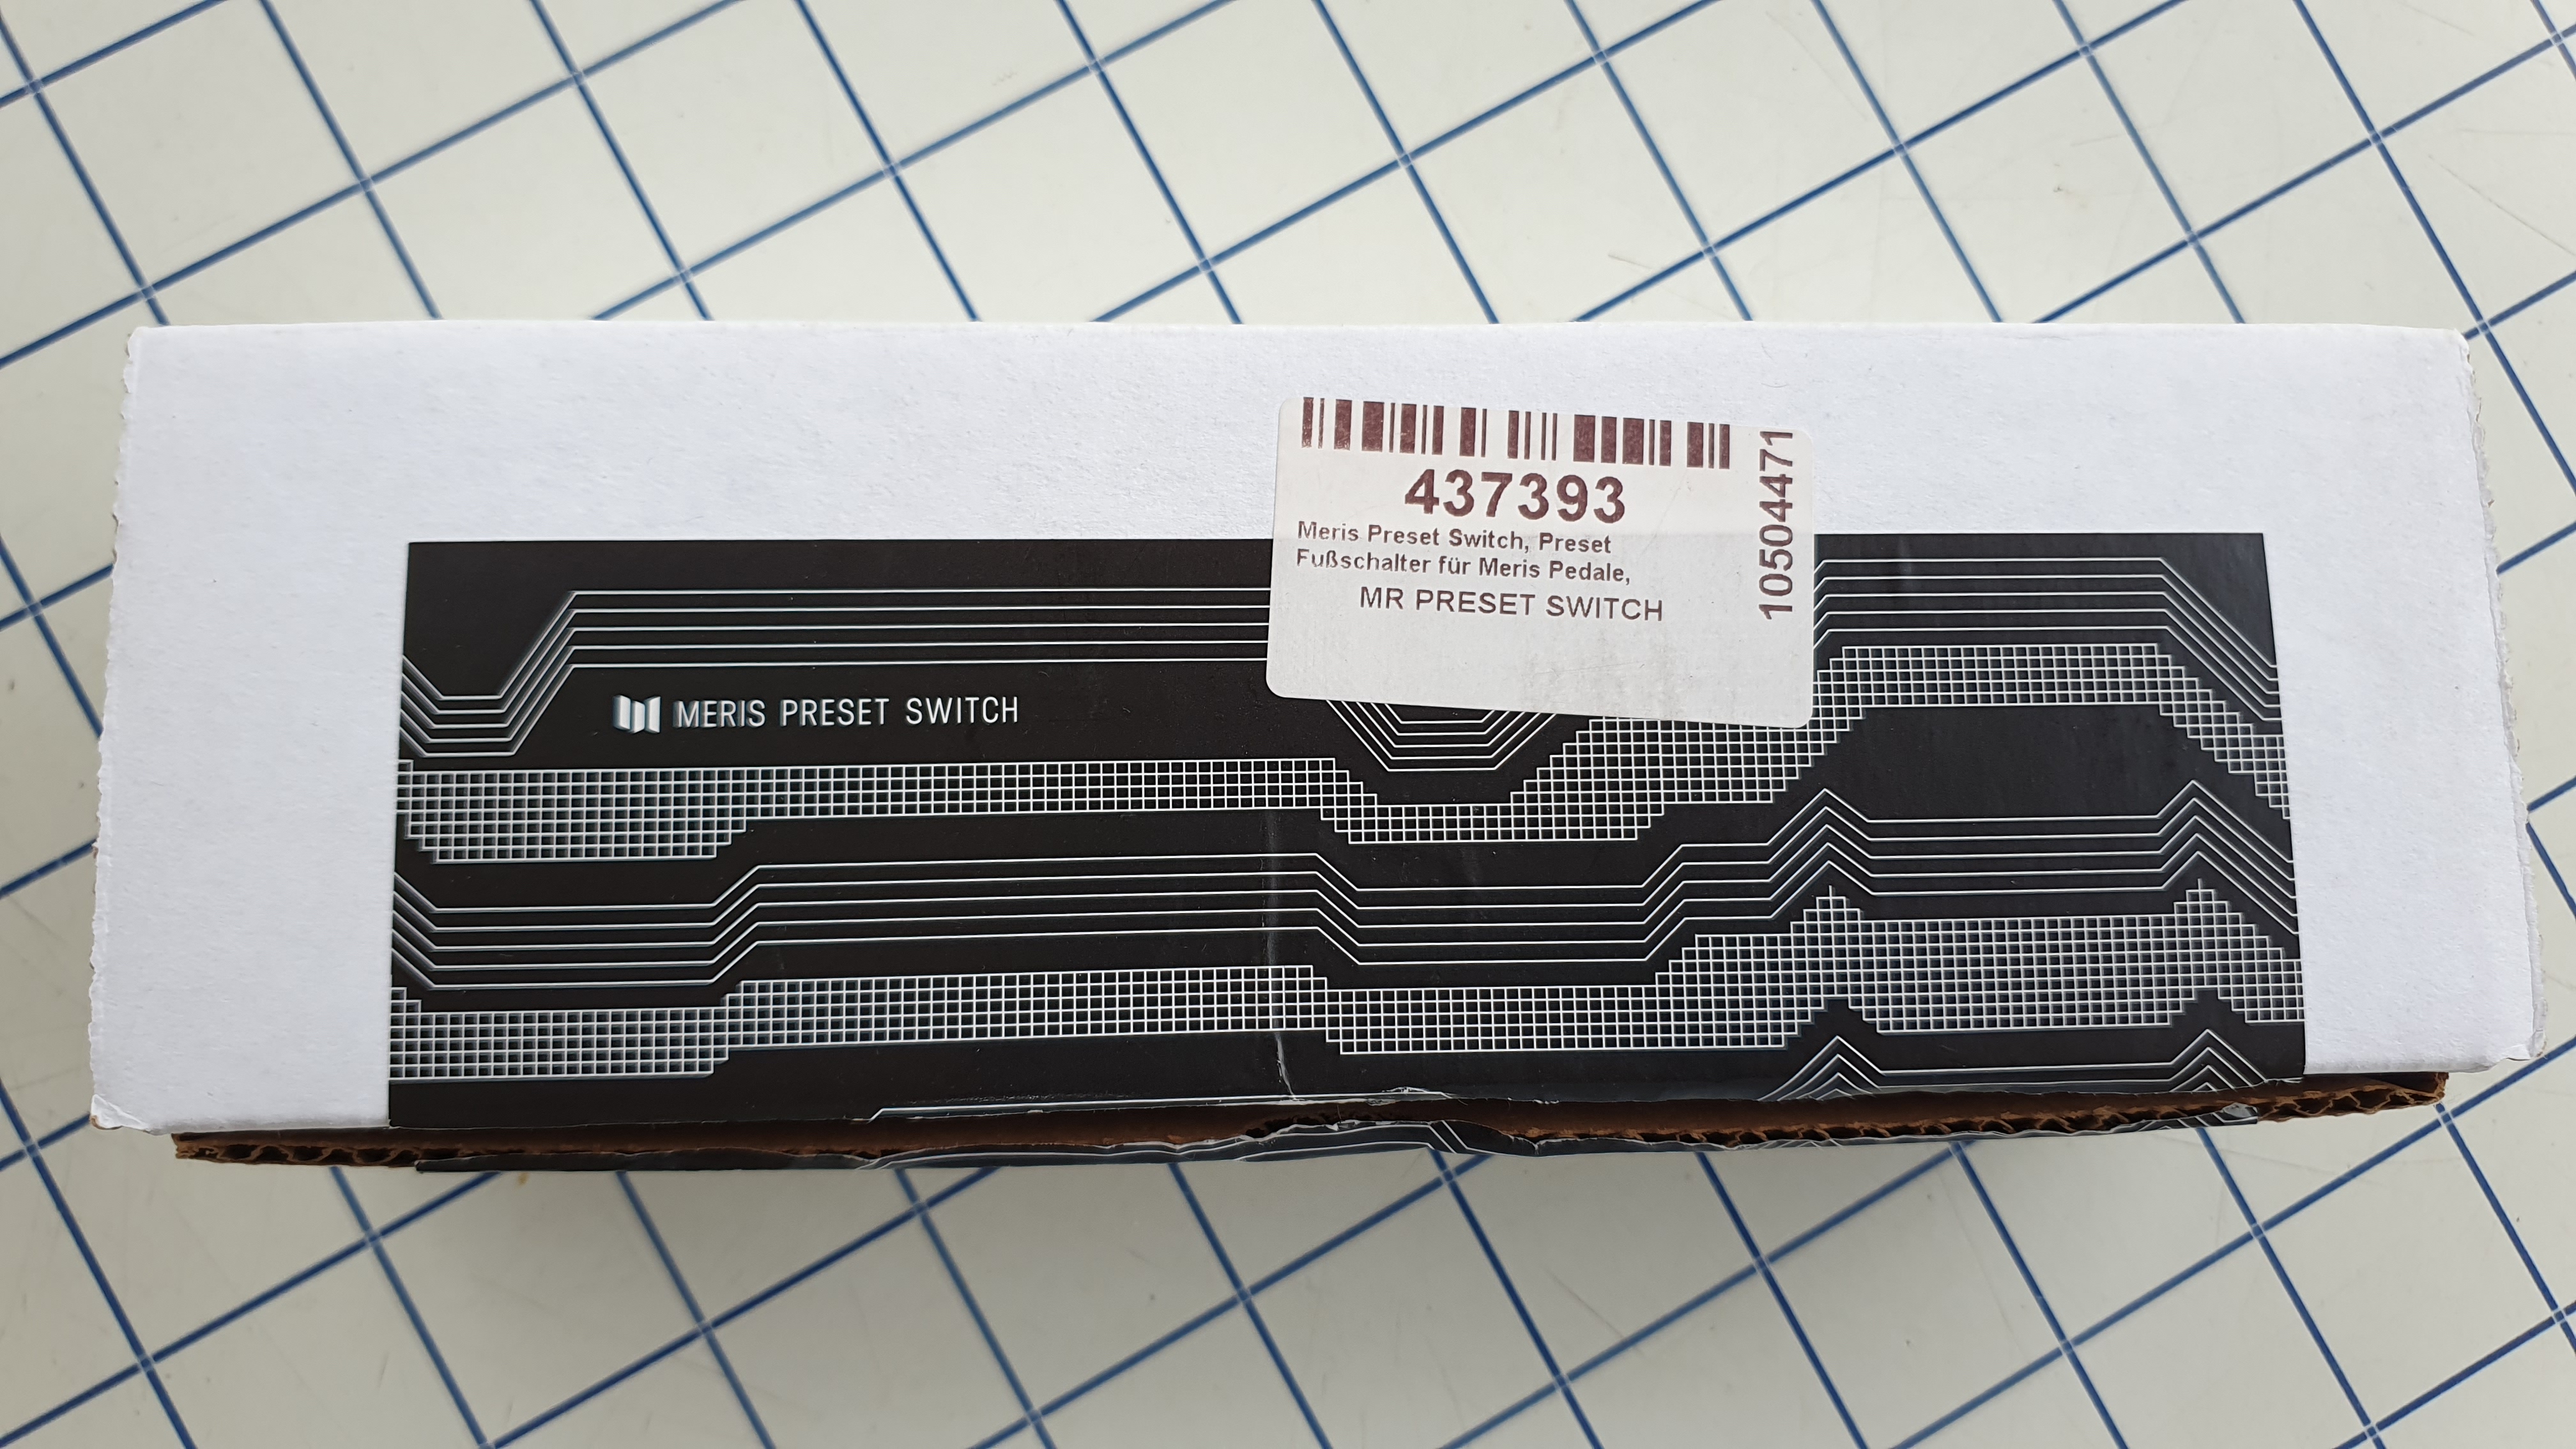 437393
Meris Preset Switch, Preset
Fußschalter für Meris Pedale,
MR PRESET SWITCH
10504471
MERIS PRESET SWITCH